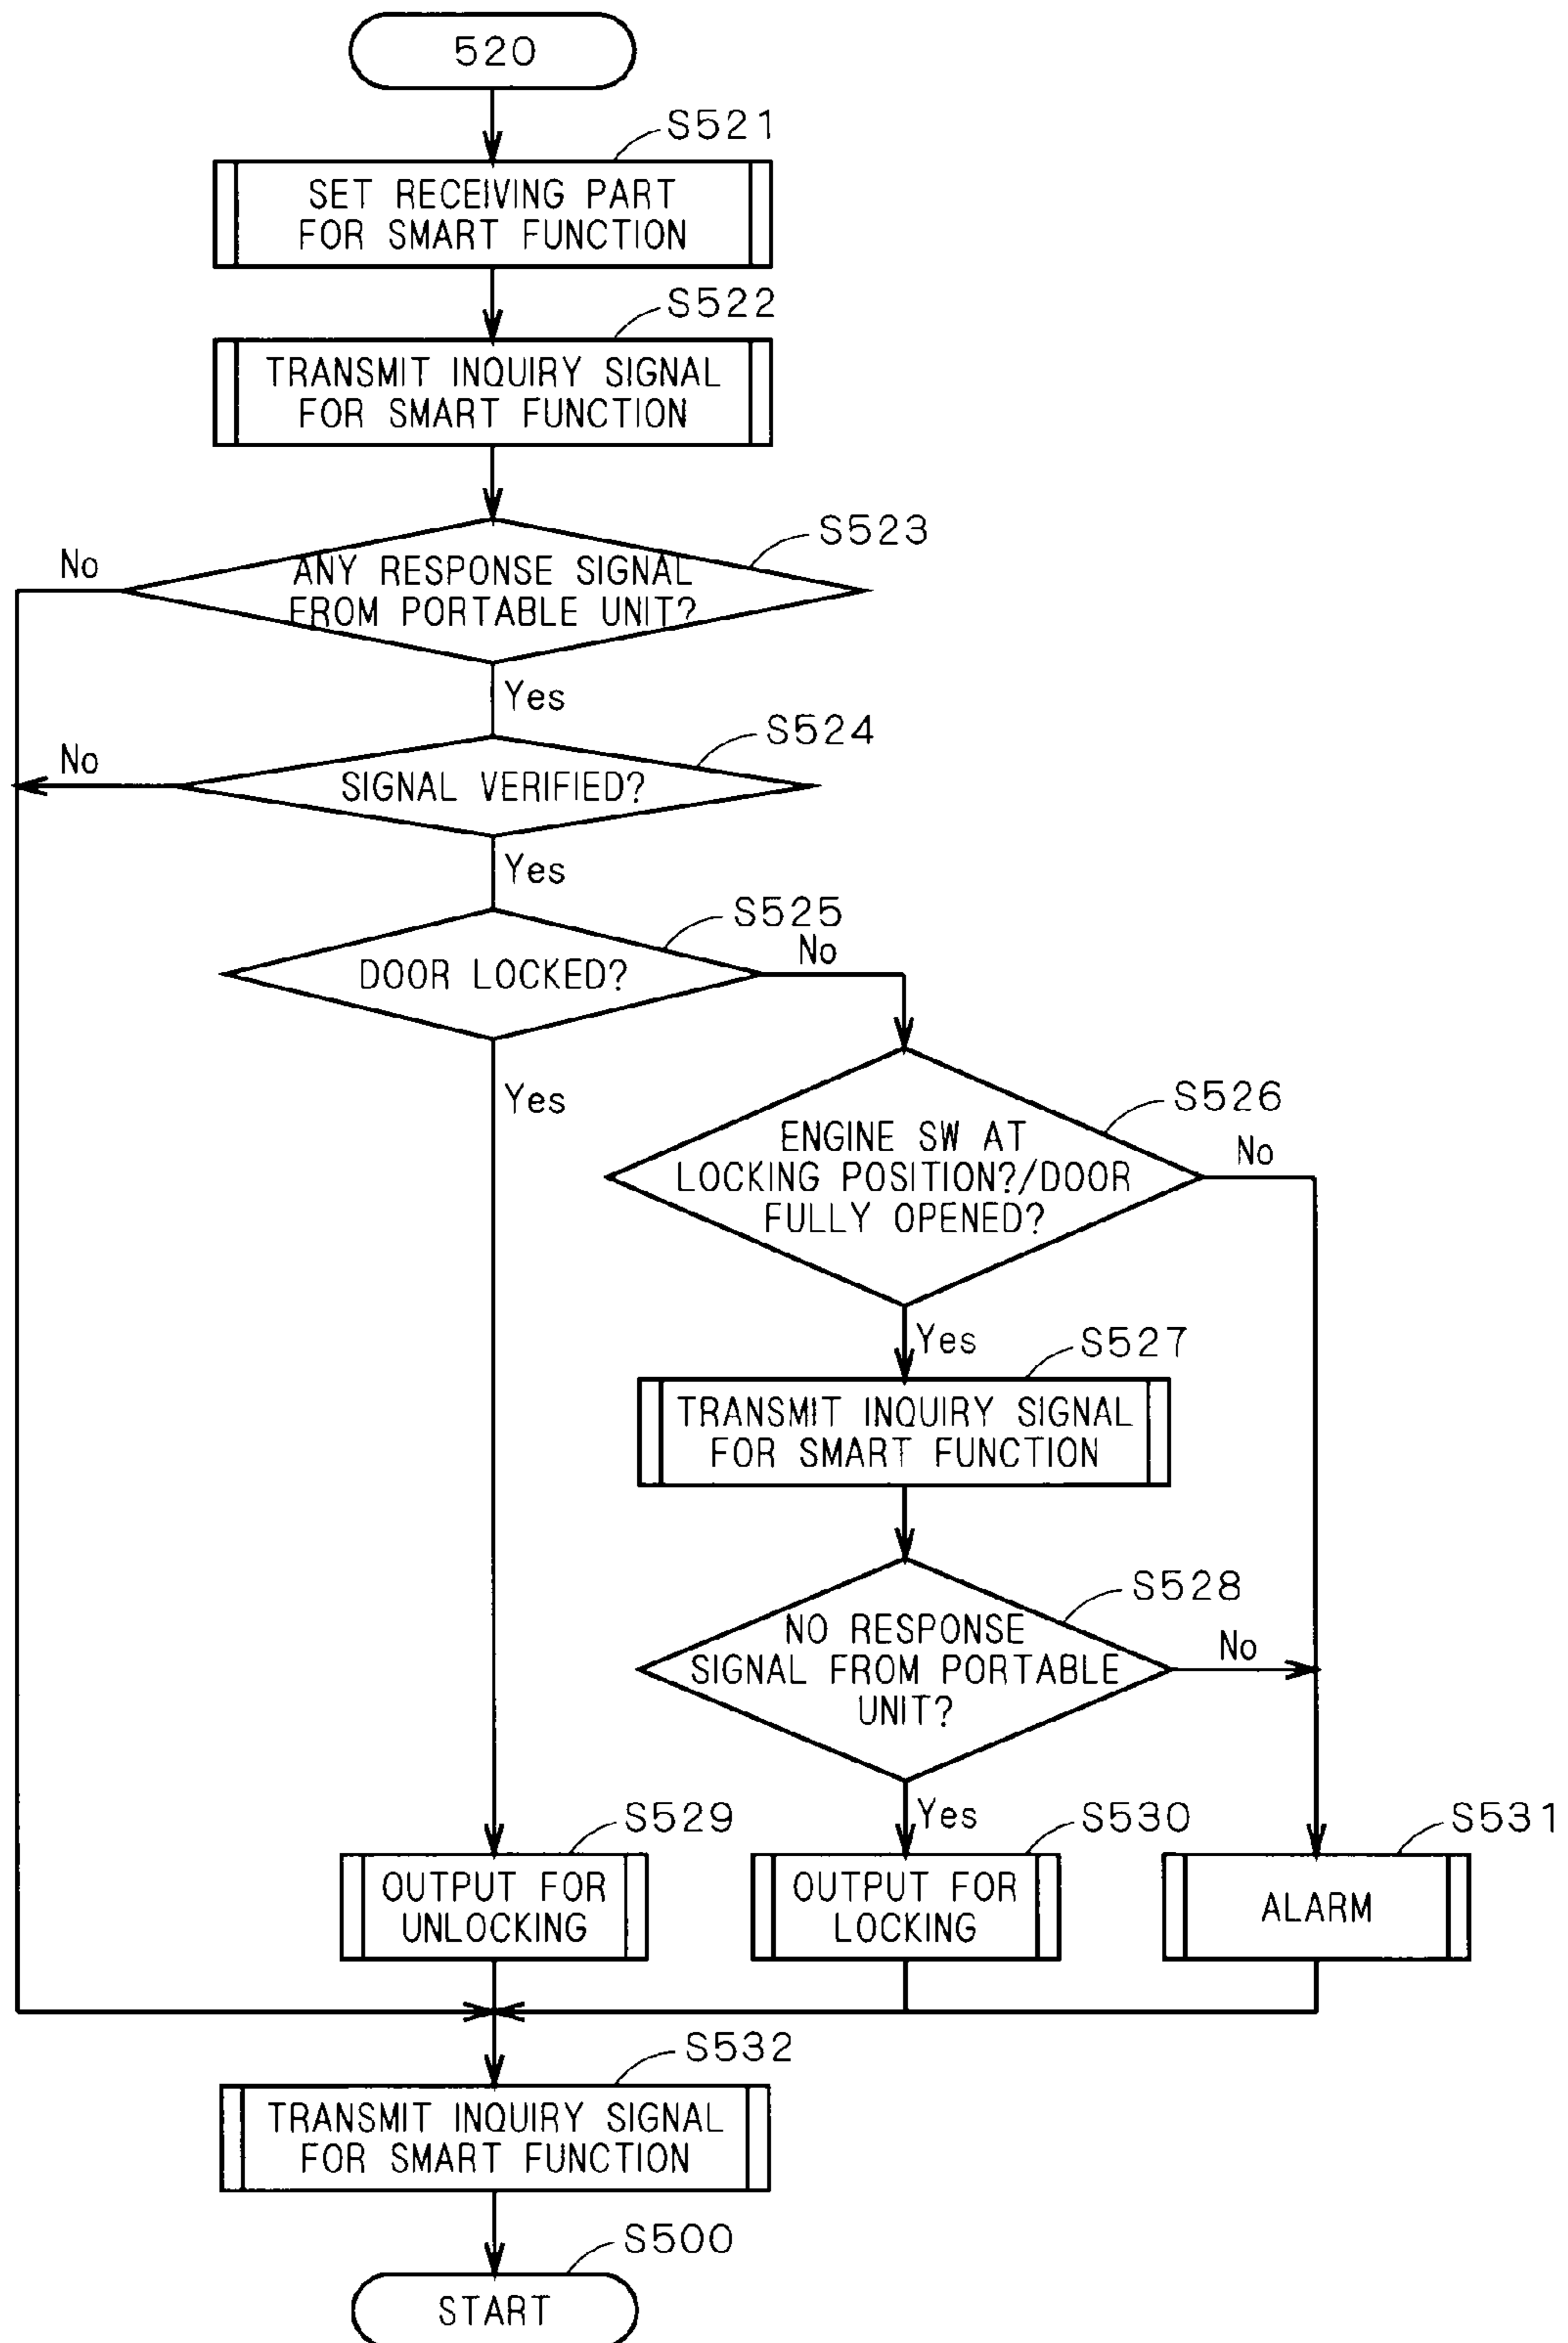 520
S521
SET RECEIVING PART
FOR SMART FUNCTION
S522
TRANSMIT INQUIRY SIGNAL
FOR SMART FUNCTION
S523
No
ANY RESPONSE SIGNAL
FROM PORTABLE UNIT?
Yes
S524
No
SIGNAL VERIFIED?
Yes
S525
No
DOOR LOCKED?
Yes
S526
ENGINE SW AT
LOCKING POSITION?/DOOR
FULLY OPENED?
No
Yes
S527
TRANSMIT INQUIRY SIGNAL
FOR SMART FUNCTION
S528
NO RESPONSE
SIGNAL FROM PORTABLE
UNIT?
No
Yes
S529
OUTPUT FOR
UNLOCKING
S530
OUTPUT FOR
LOCKING
S531
ALARM
S532
TRANSMIT INQUIRY SIGNAL
FOR SMART FUNCTION
S500
START